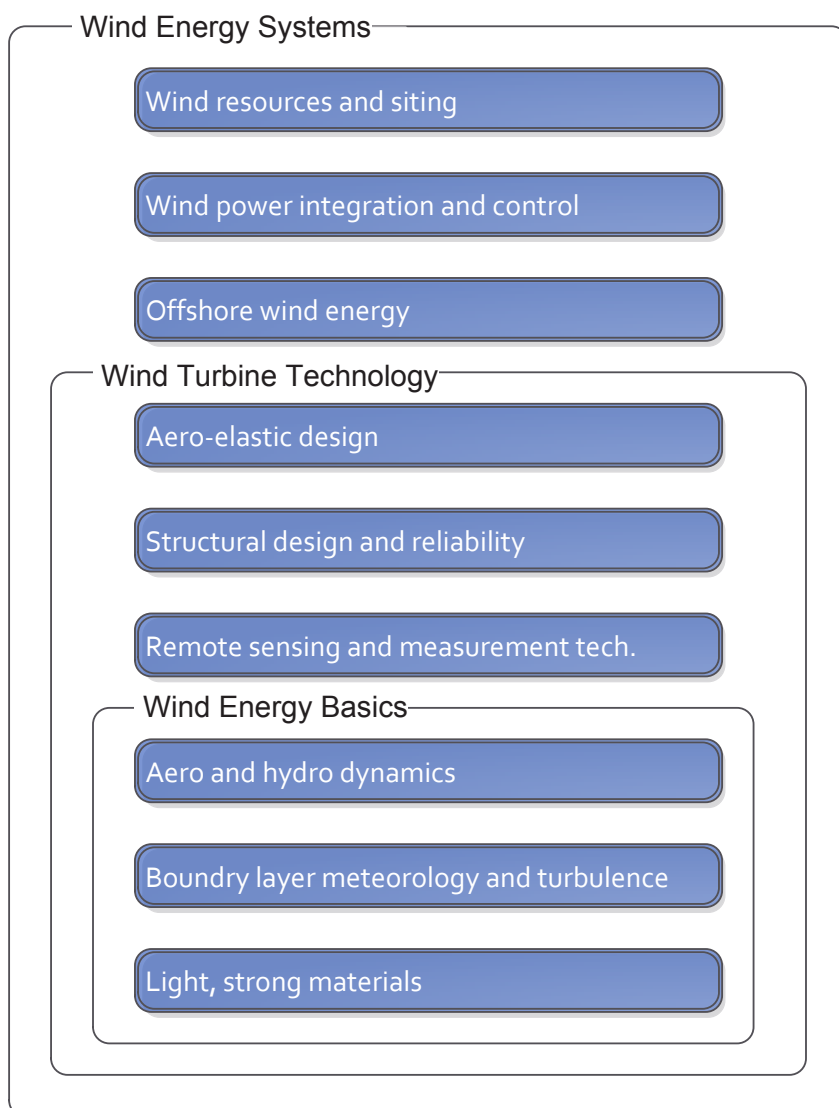 Wind Energy Systems
Wind resources and siting
Wind power integration and control
Offshore wind energy
Wind Turbine Technology
Aero-elastic design
Structural design and reliability
Remote sensing and measurement tech.
Wind Energy Basics
Aero and hydro dynamics
Boundry layer meteorology and turbulence
Light, strong materials